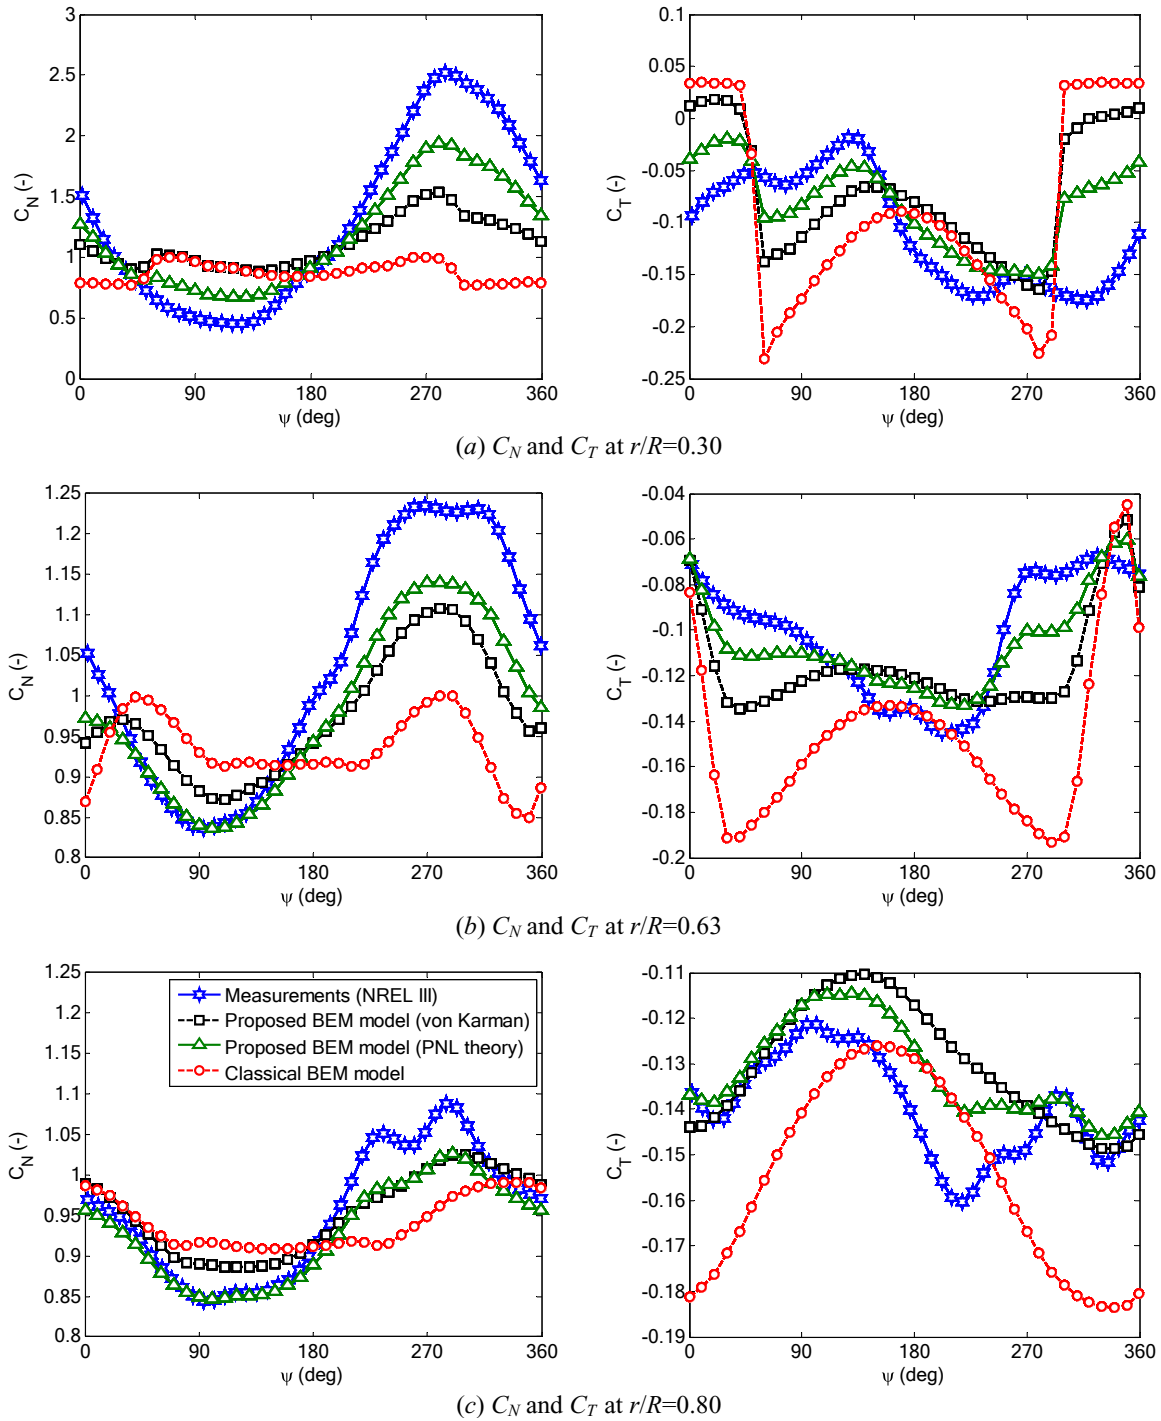 3
2.5
2
1.5
1
0.5
0
C_N (-)
0 90 180 270 360
ψ (deg)
0.1
0.05
0
-0.05
-0.1
-0.15
-0.2
-0.25
C_T (-)
0 90 180 270 360
ψ (deg)
(a) C_N and C_T at r/R=0.30
1.25
1.2
1.15
1.1
1.05
1
0.95
0.9
0.85
0.8
C_N (-)
0 90 180 270 360
ψ (deg)
-0.04
-0.06
-0.08
-0.1
-0.12
-0.14
-0.16
-0.18
-0.2
C_T (-)
0 90 180 270 360
ψ (deg)
(b) C_N and C_T at r/R=0.63
1.25
1.2
1.15
1.1
1.05
1
0.95
0.9
0.85
0.8
C_N (-)
Measurements (NREL III)
Proposed BEM model (von Karman)
Proposed BEM model (PNL theory)
Classical BEM model
0 90 180 270 360
ψ (deg)
-0.11
-0.12
-0.13
-0.14
-0.15
-0.16
-0.17
-0.18
-0.19
C_T (-)
0 90 180 270 360
ψ (deg)
(c) C_N and C_T at r/R=0.80